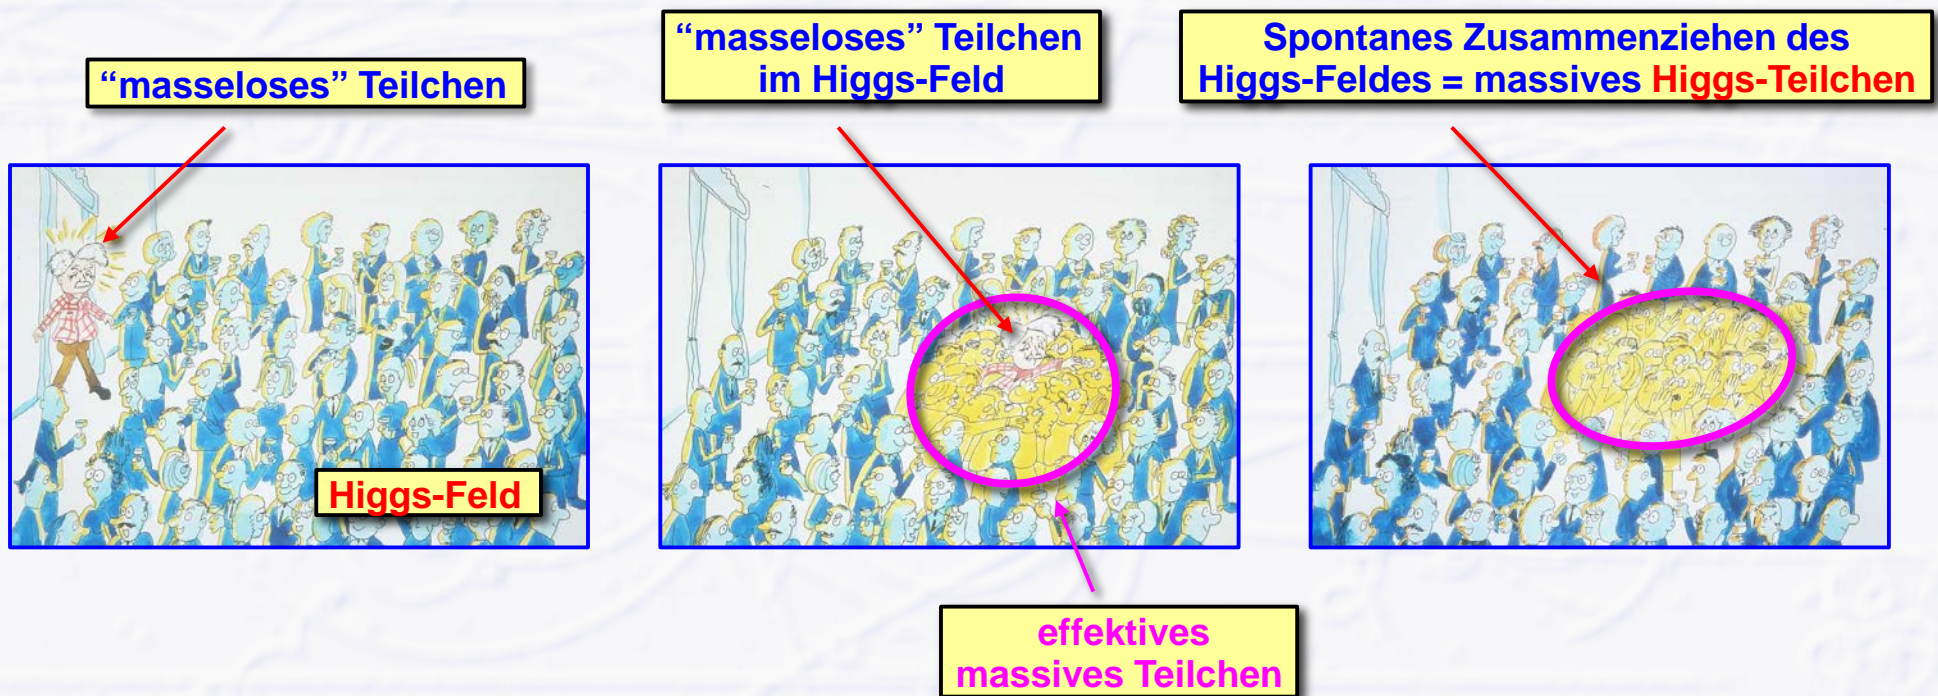 “masseloses” Teilchen
“masseloses” Teilchen
im Higgs-Feld
Spontanes Zusammenziehen des
Higgs-Feldes = massives Higgs-Teilchen
Higgs-Feld
effektives
massives Teilchen